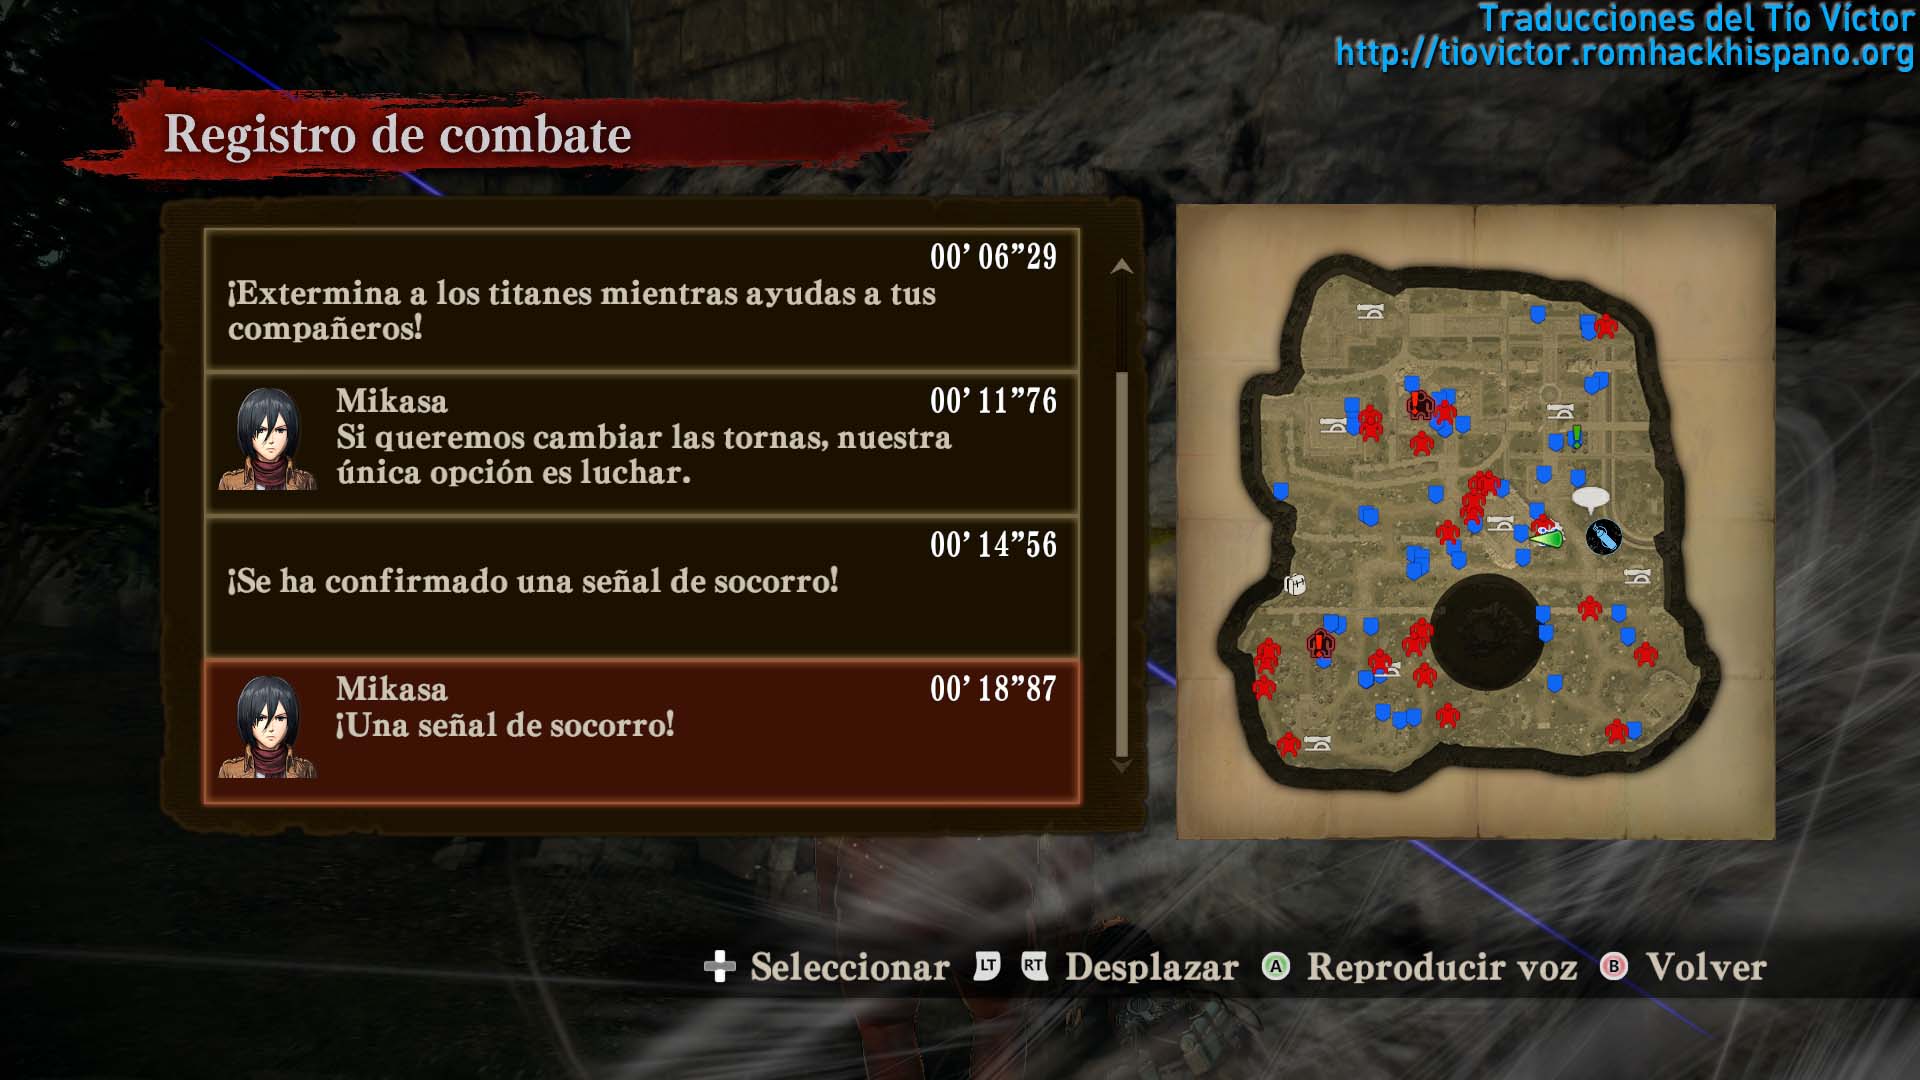 Traducciones del Tío Víctor
http://tiovictor.romhackhispano.org
Registro de combate
00'06"29
¡Extermina a los titanes mientras ayudas a tus
compañeros!
Mikasa 00'11"76
Si queremos cambiar las tornas, nuestra
única opción es luchar.
00'14"56
¡Se ha confirmado una señal de socorro!
Mikasa 00'18"87
¡Una señal de socorro!
Seleccionar LT RT Desplazar A Reproducir voz B Volver